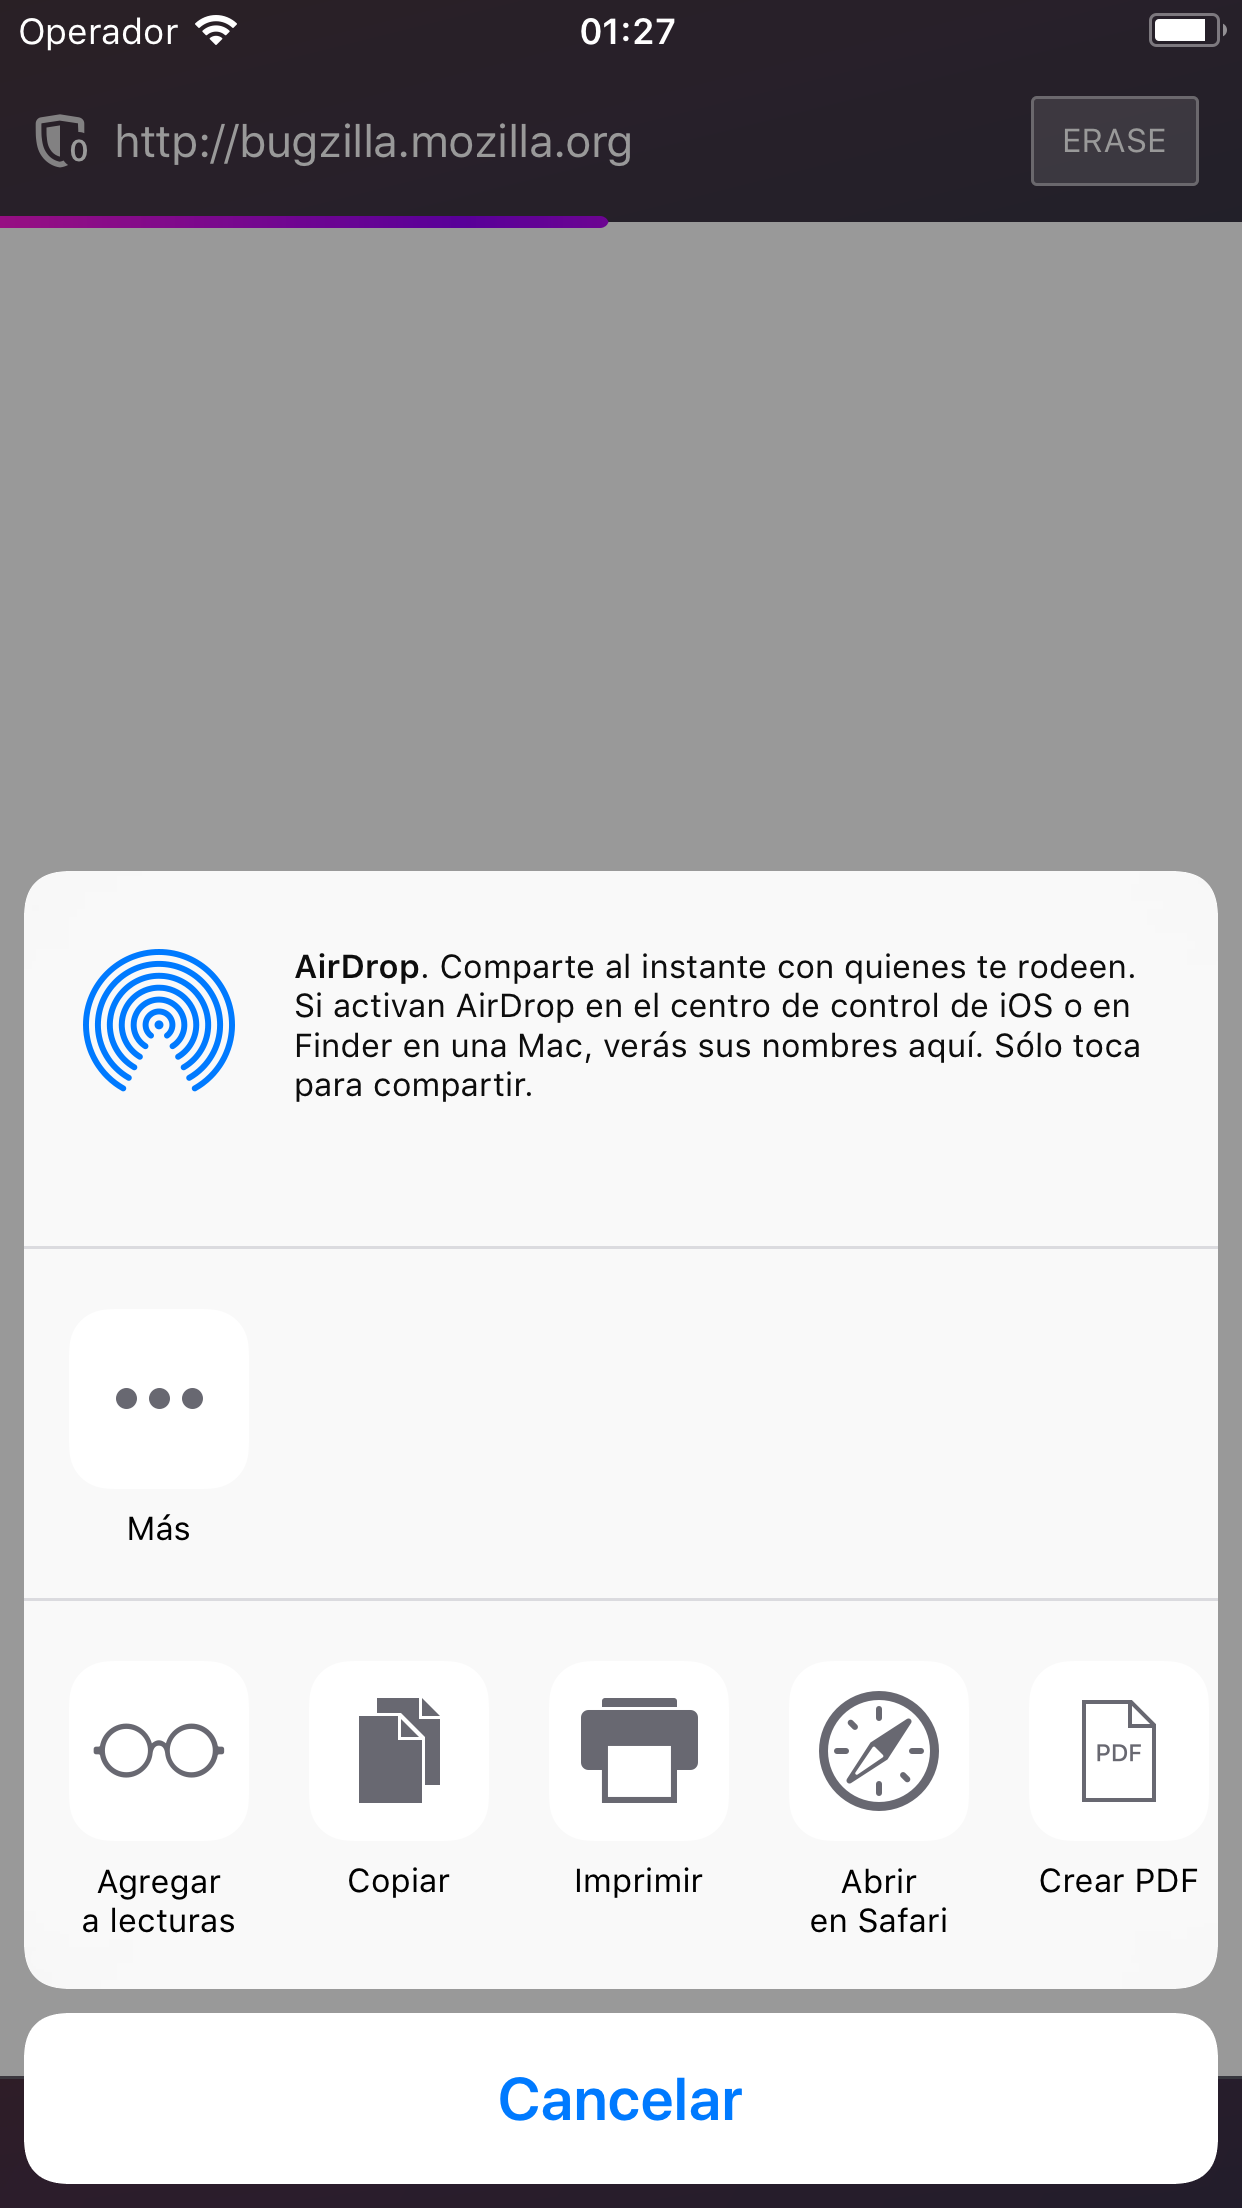 Operador
01:27
0
http://bugzilla.mozilla.org
ERASE
AirDrop. Comparte al instante con quienes te rodeen.
Si activan AirDrop en el centro de control de iOS o en
Finder en una Mac, verás sus nombres aquí. Sólo toca
para compartir.
Más
Agregar
a lecturas
Copiar
Imprimir
Abrir
en Safari
PDF
Crear PDF
Cancelar